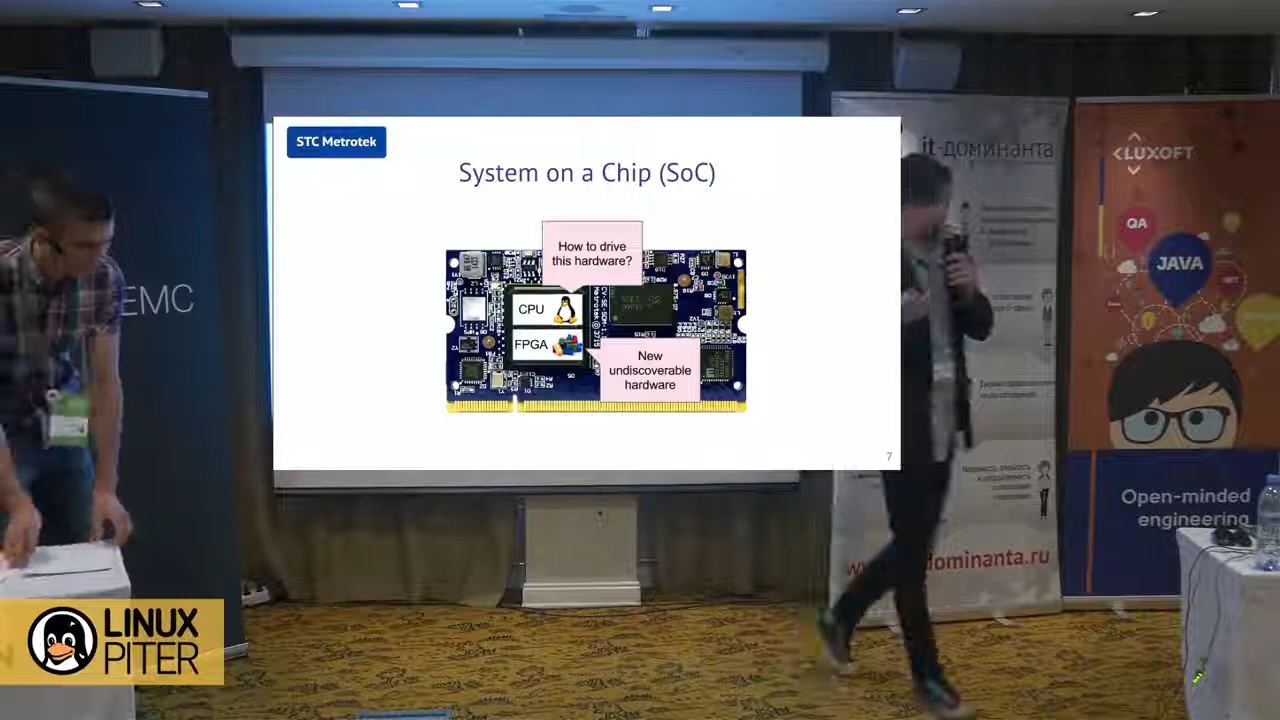 STC Metrotek
System on a Chip (SoC)
How to drive
this hardware?
CPU
FPGA
New
undiscoverable
hardware
7
EMC
it-доминанта
dominanta.ru
LUXOFT
QA
JAVA
Open-minded
engineering
LINUX
PITER